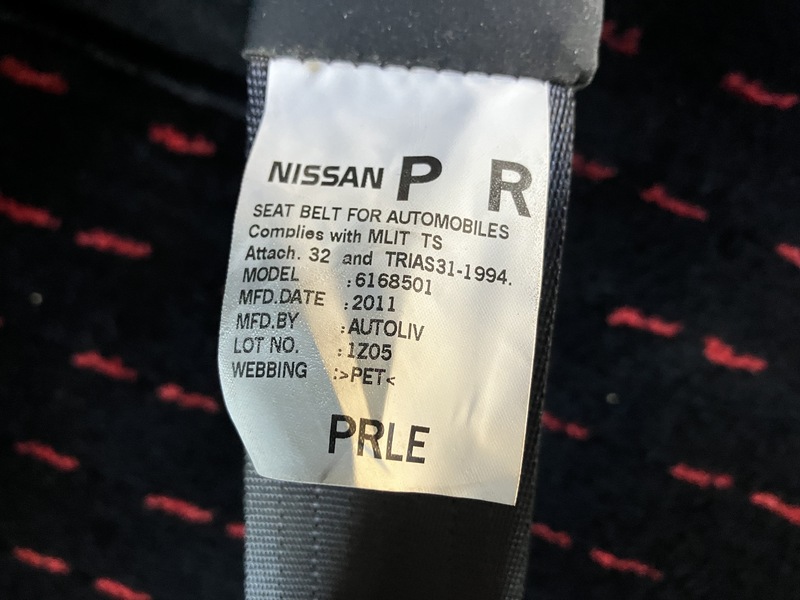 NISSAN P R
SEAT BELT FOR AUTOMOBILES
Complies with MLIT TS
Attach. 32 and TRIAS31-1994.
MODEL :6168501
MFD.DATE :2011
MFD.BY :AUTOLIV
LOT NO. :1Z05
WEBBING :>PET<
PRLE